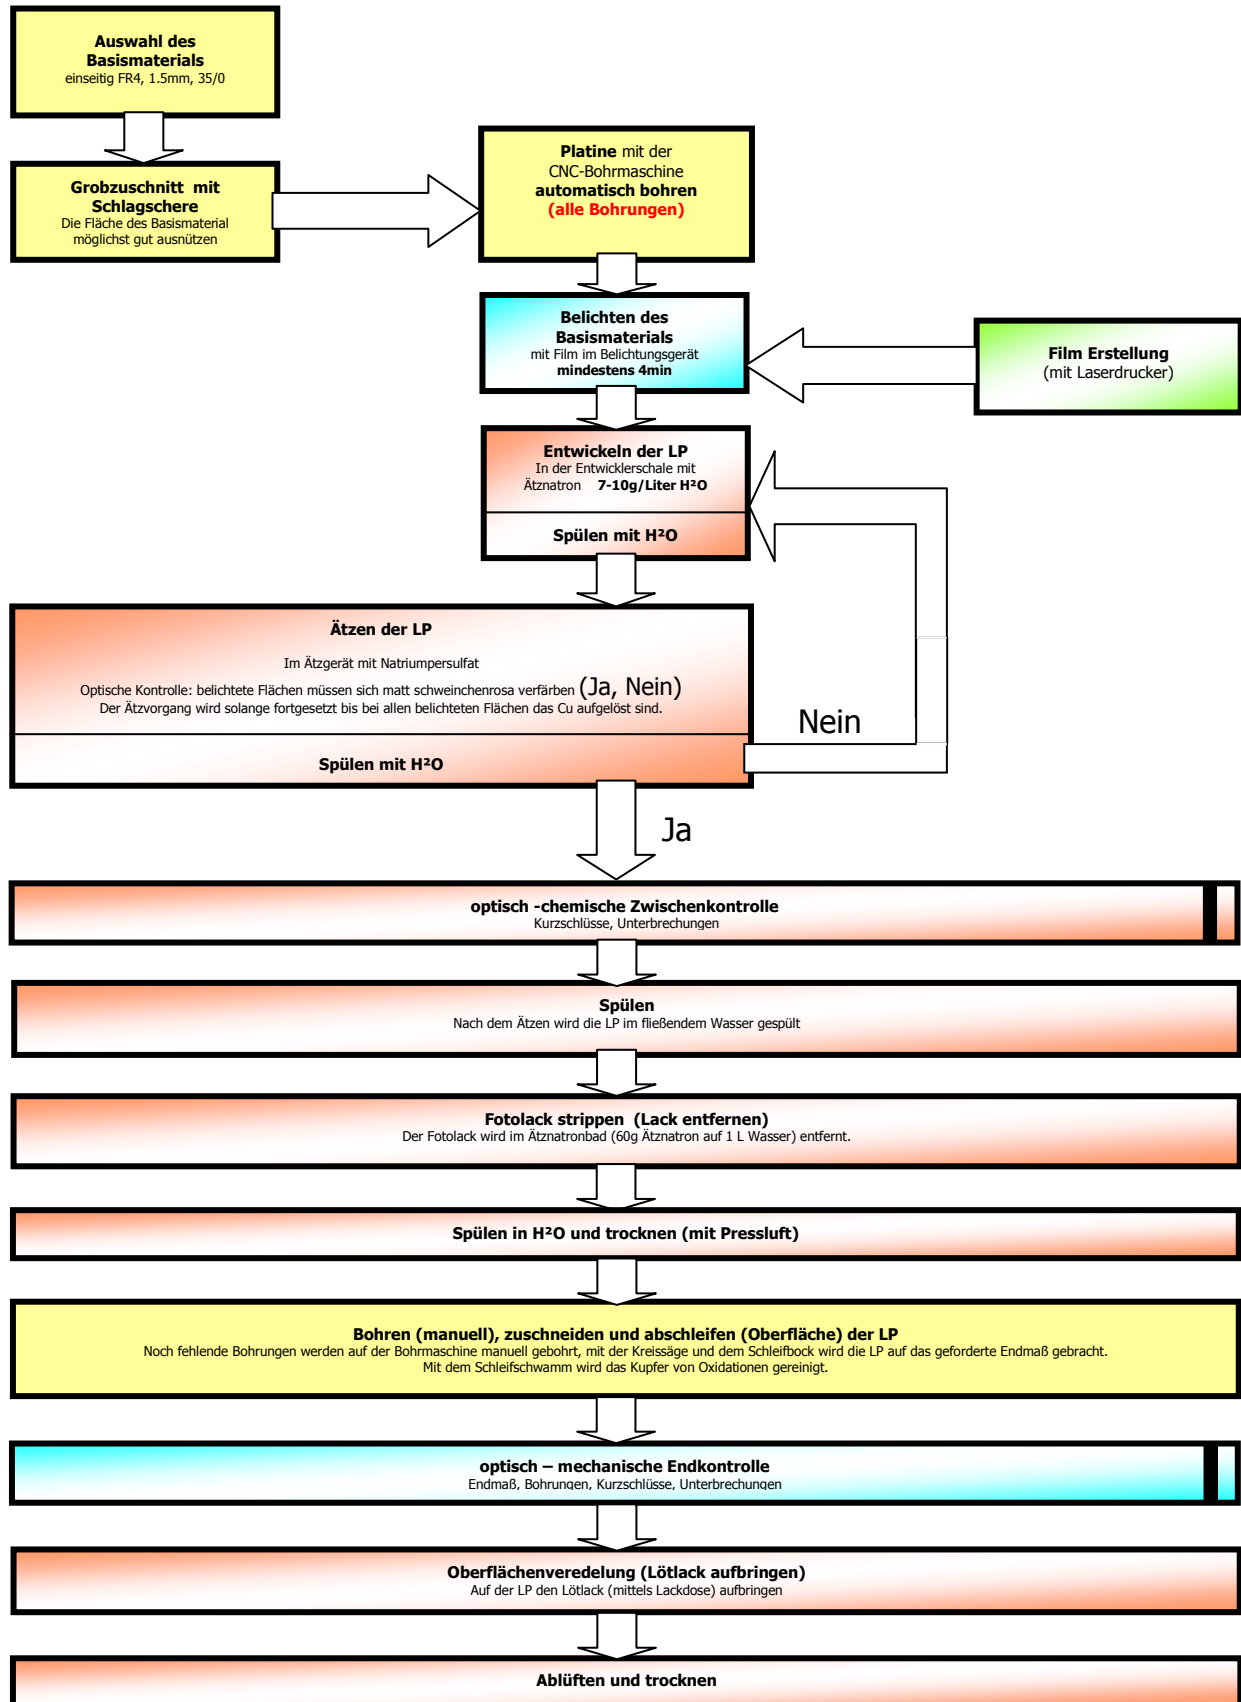 Auswahl des
Basismaterials
einseitig FR4, 1.5mm, 35/0
Grobzuschnitt mit
Schlagschere
Die Fläche des Basismaterial
möglichst gut ausnützen
Platine mit der
CNC-Bohrmaschine
automatisch bohren
(alle Bohrungen)
Belichten des
Basismaterials
mit Film im Belichtungsgerät
mindestens 4min
Film Erstellung
(mit Laserdrucker)
Entwickeln der LP
In der Entwicklerschale mit
Ätznatron 7-10g/Liter H²O
Spülen mit H²O
Ätzen der LP
Im Ätzgerät mit Natriumpersulfat
Optische Kontrolle: belichtete Flächen müssen sich matt schweinchenrosa verfärben (Ja, Nein)
Der Ätzvorgang wird solange fortgesetzt bis bei allen belichteten Flächen das Cu aufgelöst sind.
Nein
Spülen mit H²O
Ja
optisch -chemische Zwischenkontrolle
Kurzschlüsse, Unterbrechungen
Spülen
Nach dem Ätzen wird die LP im fließendem Wasser gespült
Fotolack strippen (Lack entfernen)
Der Fotolack wird im Ätznatronbad (60g Ätznatron auf 1 L Wasser) entfernt.
Spülen in H²O und trocknen (mit Pressluft)
Bohren (manuell), zuschneiden und abschleifen (Oberfläche) der LP
Noch fehlende Bohrungen werden auf der Bohrmaschine manuell gebohrt, mit der Kreissäge und dem Schleifbock wird die LP auf das geforderte Endmaß gebracht.
Mit dem Schleifschwamm wird das Kupfer von Oxidationen gereinigt.
optisch – mechanische Endkontrolle
Endmaß, Bohrungen, Kurzschlüsse, Unterbrechungen
Oberflächenveredelung (Lötlack aufbringen)
Auf der LP den Lötlack (mittels Lackdose) aufbringen
Ablüften und trocknen